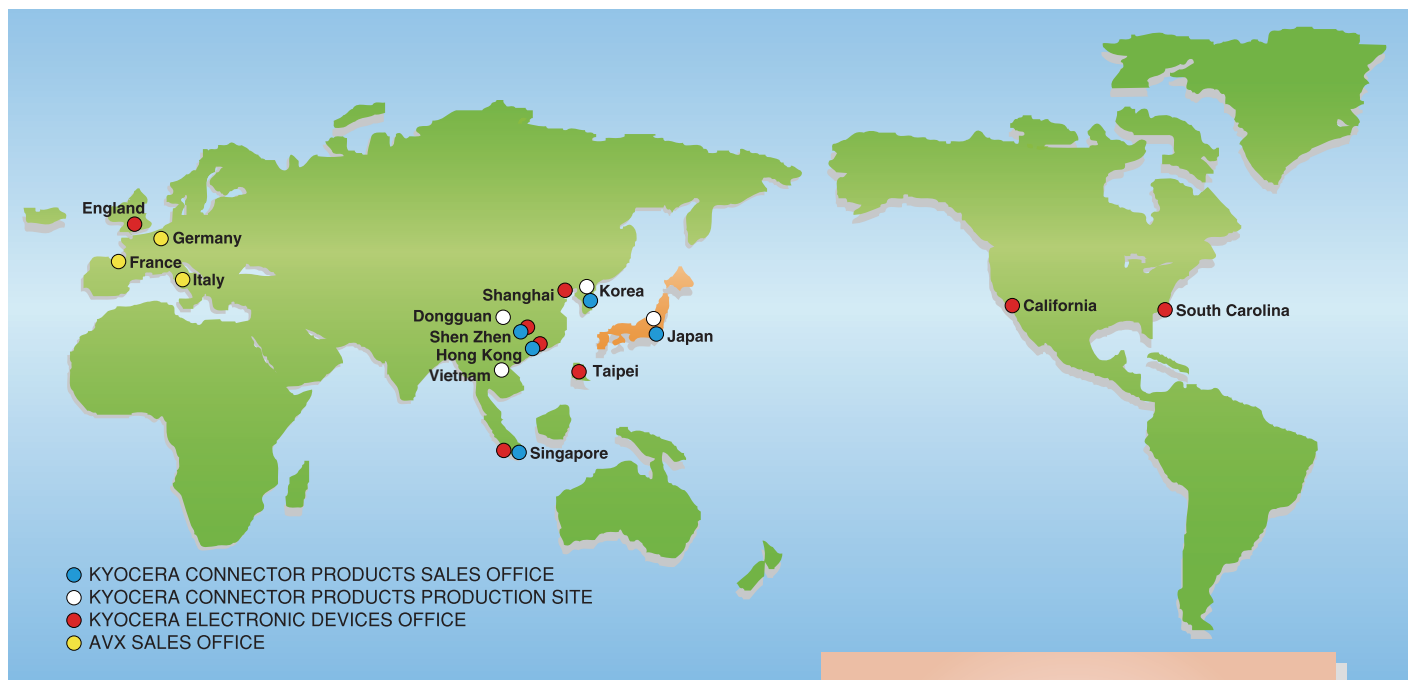 England
Germany
France
Italy
Shanghai
Korea
Dongguan
Shen Zhen
Hong Kong
Japan
Vietnam
Taipei
Singapore
California
South Carolina
KYOCERA CONNECTOR PRODUCTS SALES OFFICE
KYOCERA CONNECTOR PRODUCTS PRODUCTION SITE
KYOCERA ELECTRONIC DEVICES OFFICE
AVX SALES OFFICE